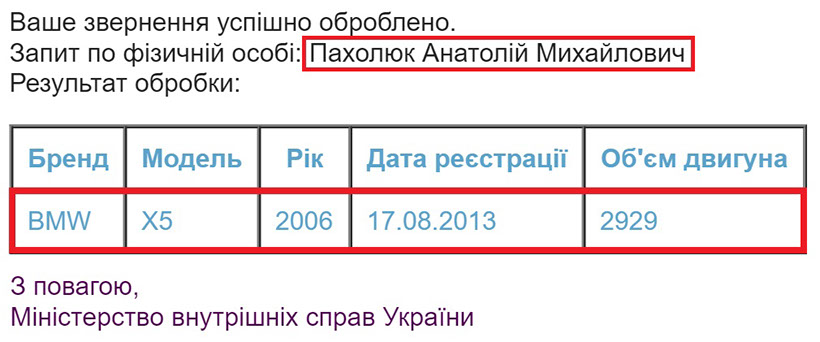 Ваше звернення успішно оброблено.
Запит по фізичній особі: Пахолюк Анатолій Михайлович
Результат обробки:
Бренд Модель Рік Дата реєстрації Об'єм двигуна
BMW X5 2006 17.08.2013 2929
З повагою,
Міністерство внутрішніх справ України